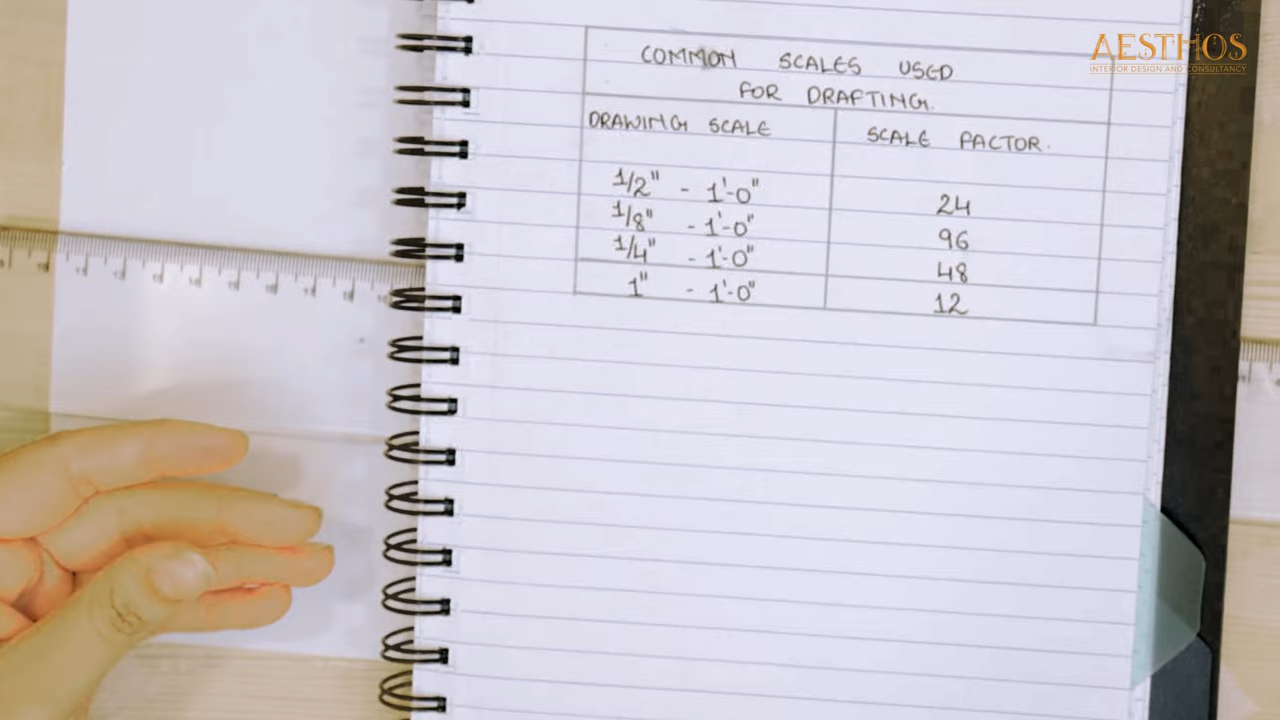 AESTHOS
INTERIOR DESIGN AND CONSULTANCY
COMMON SCALES USED
FOR DRAFTING.
DRAWING SCALE SCALE FACTOR.
1/2" - 1'-0" 24
1/8" - 1'-0" 96
1/4" - 1'-0" 48
1" - 1'-0" 12